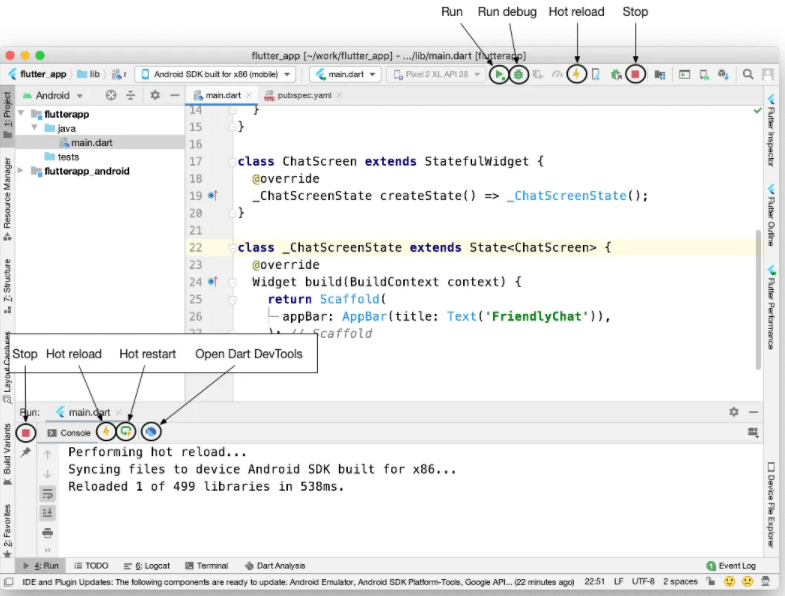 Run Run debug Hot reload Stop
flutter_app [~/work/flutter_app] - .../lib/main.dart [flutterapp]
flutter_app lib Android SDK built for x86 (mobile) main.dart Pixel 2 XL API 28
1: Project Android main.dart pubspec.yaml
flutterapp
java
main.dart
tests
flutterapp_android
Resource Manager
7: Structure
Layout Captures
Build Variants
2: Favorites
14 }
15 }
16
17 class ChatScreen extends StatefulWidget {
18 @override
19 _ChatScreenState createState() => _ChatScreenState();
20 }
21
22 class _ChatScreenState extends State<ChatScreen> {
23 @override
24 Widget build(BuildContext context) {
25 return Scaffold(
26 appBar: AppBar(title: Text('FriendlyChat')),
27 ); // Scaffold
Flutter Inspector
Flutter Outline
Flutter Performance
Device File Explorer
Stop Hot reload Hot restart Open Dart DevTools
Run: main.dart
Console
Performing hot reload...
Syncing files to device Android SDK built for x86...
Reloaded 1 of 499 libraries in 538ms.
4: Run TODO 6: Logcat Terminal Dart Analysis 1 Event Log
IDE and Plugin Updates: The following components are ready to update: Android Emulator, Android SDK Platform-Tools, Google API... (22 minutes ago) 22:51 LF UTF-8 2 spaces